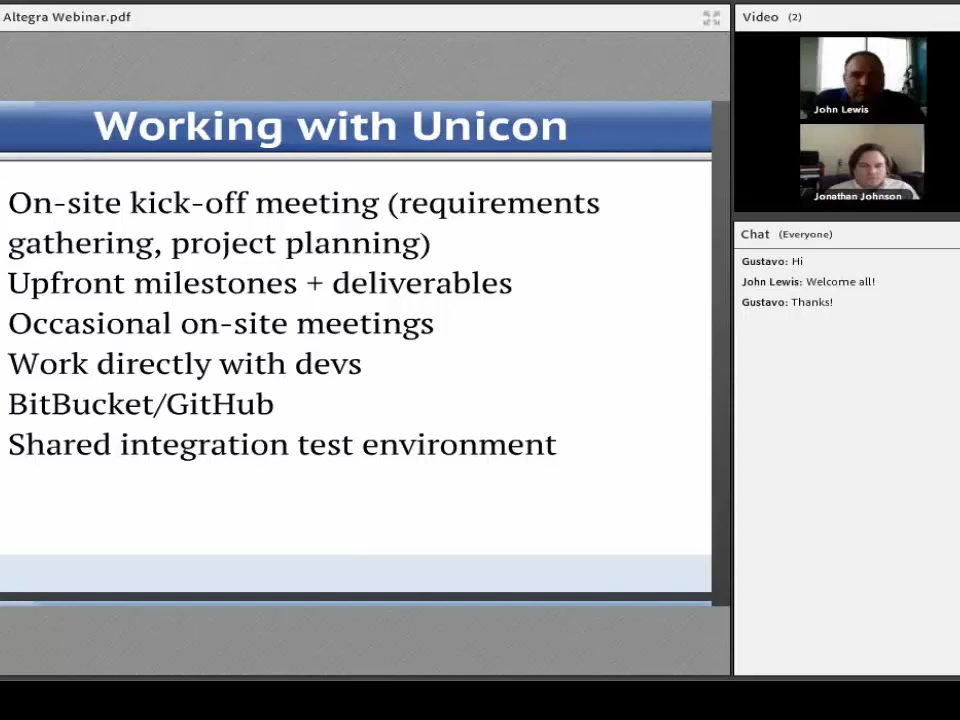 Altegra Webinar.pdf
Working with Unicon
On-site kick-off meeting (requirements
gathering, project planning)
Upfront milestones + deliverables
Occasional on-site meetings
Work directly with devs
BitBucket/GitHub
Shared integration test environment
Video (2)
John Lewis
Jonathan Johnson
Chat (Everyone)
Gustavo: Hi
John Lewis: Welcome all!
Gustavo: Thanks!